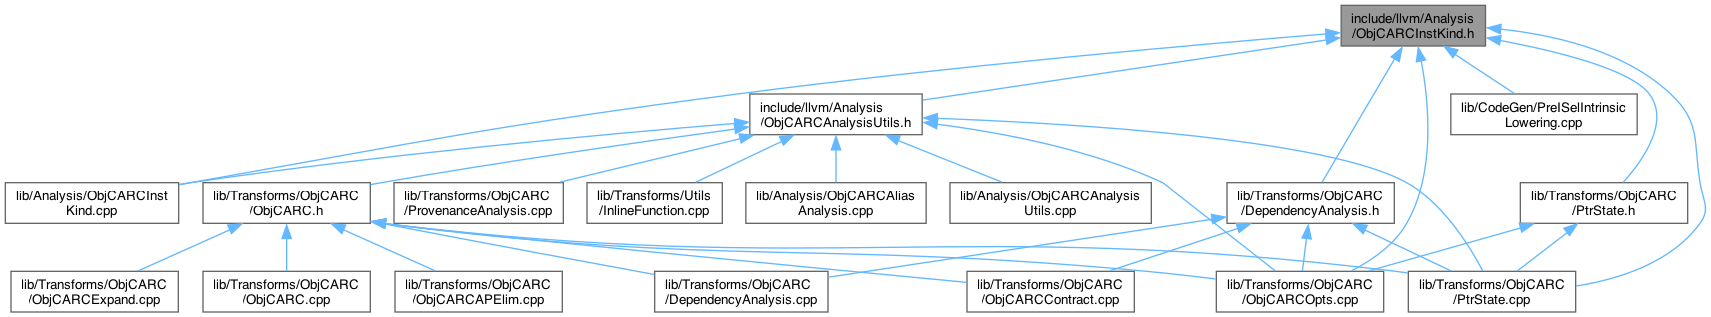 include/llvm/Analysis
/ObjCARCInstKind.h
include/llvm/Analysis
/ObjCARCAnalysisUtils.h
lib/CodeGen/PreISelIntrinsic
Lowering.cpp
lib/Analysis/ObjCARCInst
Kind.cpp
lib/Transforms/ObjCARC
/ObjCARC.h
lib/Transforms/ObjCARC
/ProvenanceAnalysis.cpp
lib/Transforms/Utils
/InlineFunction.cpp
lib/Analysis/ObjCARCAlias
Analysis.cpp
lib/Analysis/ObjCARCAnalysis
Utils.cpp
lib/Transforms/ObjCARC
/DependencyAnalysis.h
lib/Transforms/ObjCARC
/PtrState.h
lib/Transforms/ObjCARC
/ObjCARCExpand.cpp
lib/Transforms/ObjCARC
/ObjCARC.cpp
lib/Transforms/ObjCARC
/ObjCARCAPElim.cpp
lib/Transforms/ObjCARC
/DependencyAnalysis.cpp
lib/Transforms/ObjCARC
/ObjCARCContract.cpp
lib/Transforms/ObjCARC
/ObjCARCOpts.cpp
lib/Transforms/ObjCARC
/PtrState.cpp